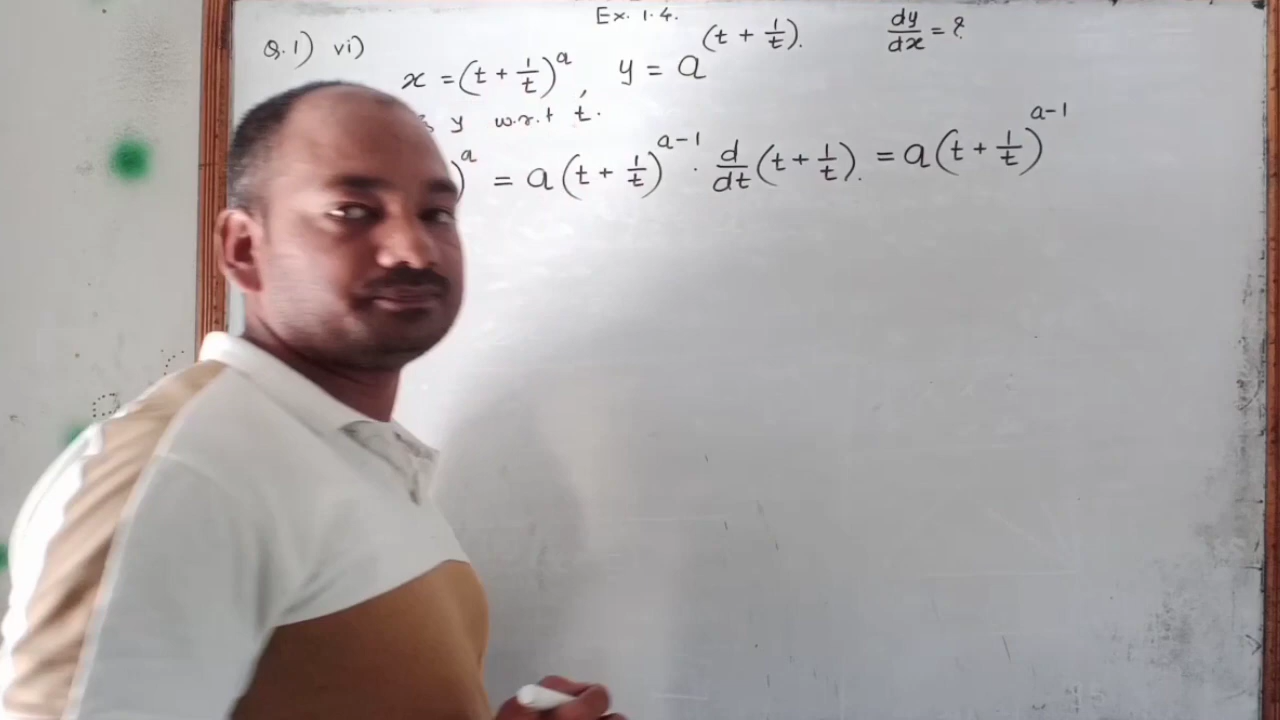 Ex. 1.4.
Q.1) vi) x = (t + 1/t)^a , y = a^(t + 1/t). dy/dx = ?
y w.r.t t.
)^a = a(t + 1/t)^(a-1) . d/dt (t + 1/t). = a(t + 1/t)^(a-1)